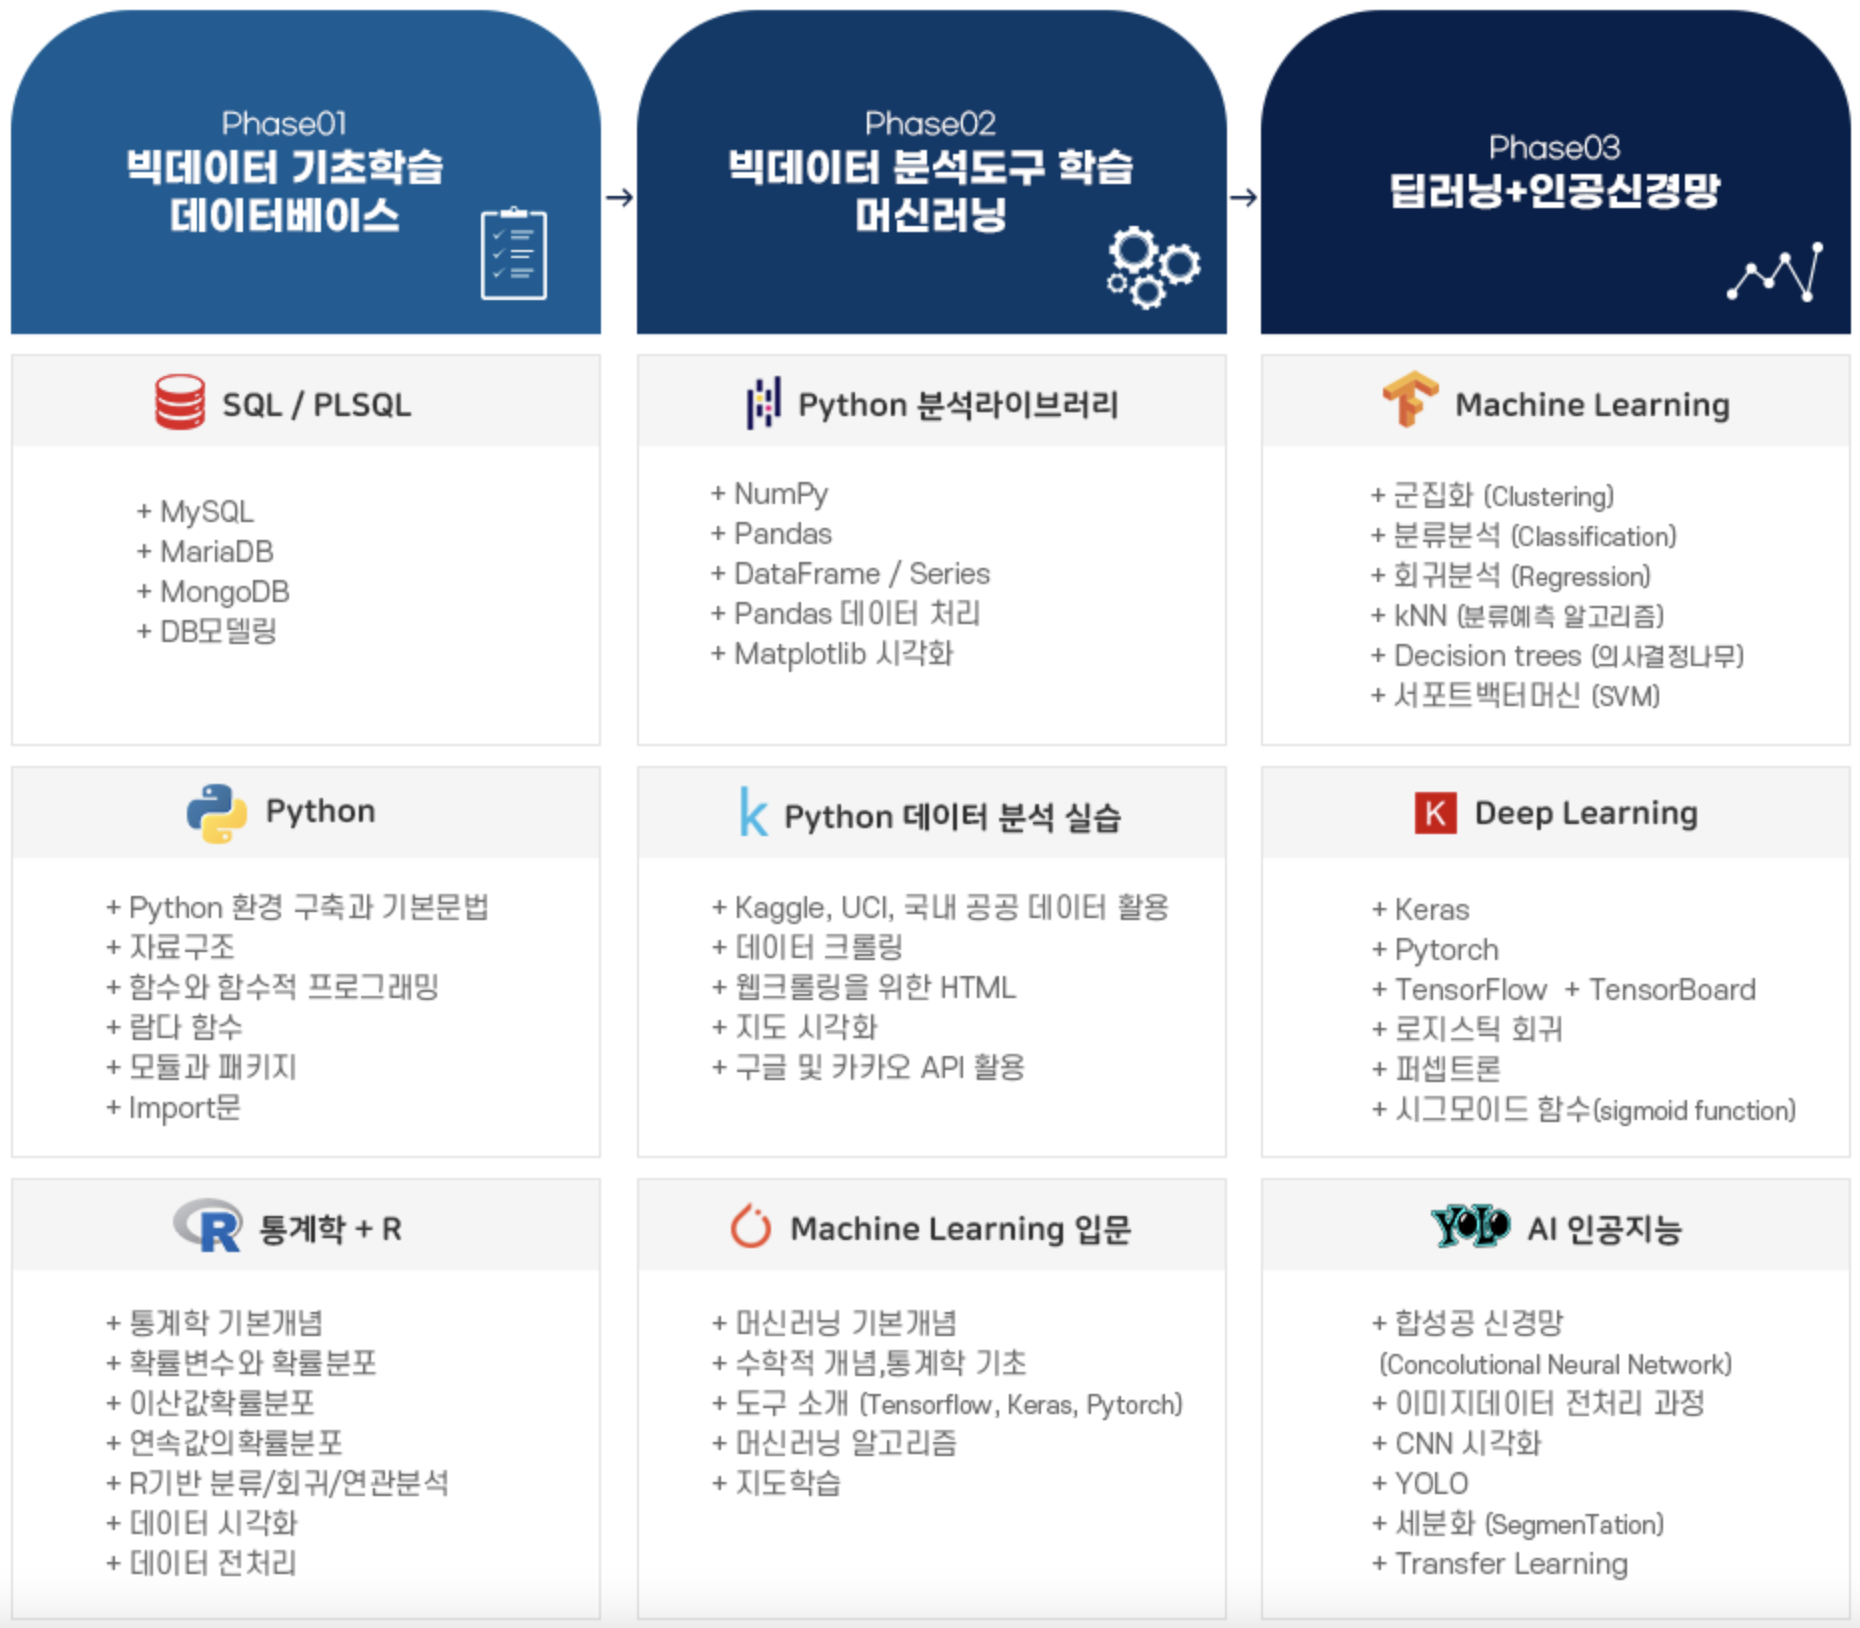 Phase01
빅데이터 기초학습
데이터베이스
→
Phase02
빅데이터 분석도구 학습
머신러닝
→
Phase03
딥러닝+인공신경망
SQL / PLSQL
+ MySQL
+ MariaDB
+ MongoDB
+ DB모델링
Python 분석라이브러리
+ NumPy
+ Pandas
+ DataFrame / Series
+ Pandas 데이터 처리
+ Matplotlib 시각화
Machine Learning
+ 군집화 (Clustering)
+ 분류분석 (Classification)
+ 회귀분석 (Regression)
+ kNN (분류예측 알고리즘)
+ Decision trees (의사결정나무)
+ 서포트백터머신 (SVM)
Python
+ Python 환경 구축과 기본문법
+ 자료구조
+ 함수와 함수적 프로그래밍
+ 람다 함수
+ 모듈과 패키지
+ Import문
k Python 데이터 분석 실습
+ Kaggle, UCI, 국내 공공 데이터 활용
+ 데이터 크롤링
+ 웹크롤링을 위한 HTML
+ 지도 시각화
+ 구글 및 카카오 API 활용
K Deep Learning
+ Keras
+ Pytorch
+ TensorFlow + TensorBoard
+ 로지스틱 회귀
+ 퍼셉트론
+ 시그모이드 함수(sigmoid function)
R 통계학 + R
+ 통계학 기본개념
+ 확률변수와 확률분포
+ 이산값확률분포
+ 연속값의확률분포
+ R기반 분류/회귀/연관분석
+ 데이터 시각화
+ 데이터 전처리
Machine Learning 입문
+ 머신러닝 기본개념
+ 수학적 개념,통계학 기초
+ 도구 소개 (Tensorflow, Keras, Pytorch)
+ 머신러닝 알고리즘
+ 지도학습
YOLO AI 인공지능
+ 합성공 신경망
(Concolutional Neural Network)
+ 이미지데이터 전처리 과정
+ CNN 시각화
+ YOLO
+ 세분화 (SegmenTation)
+ Transfer Learning